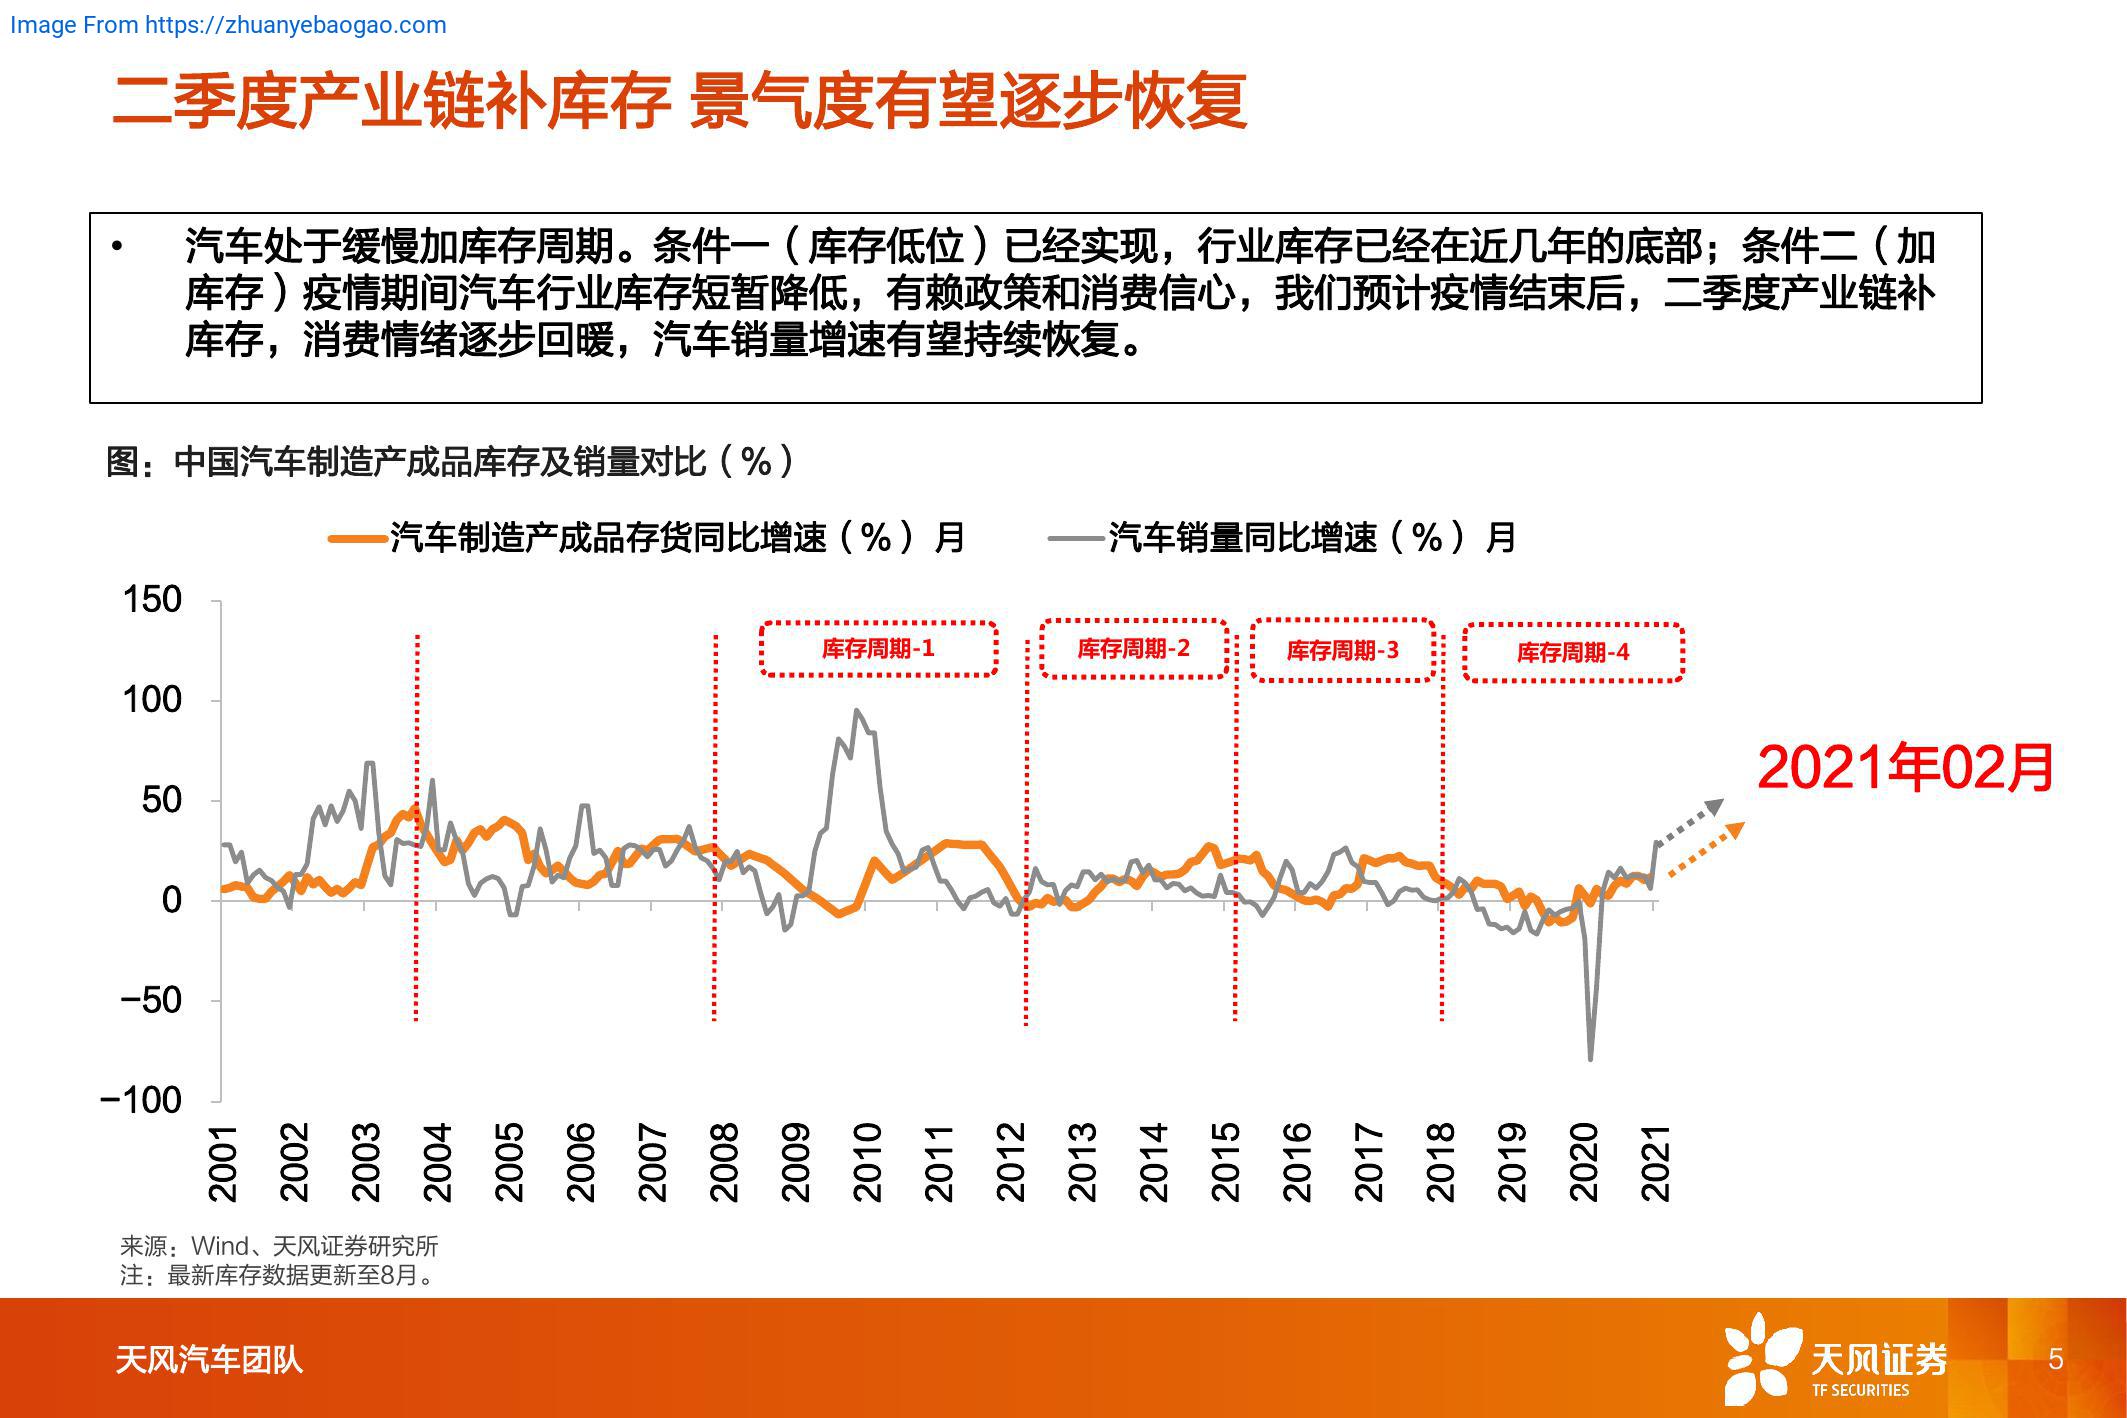 Image From https://zhuanyebaogao.com
二季度产业链补库存 景气度有望逐步恢复
• 汽车处于缓慢加库存周期。条件一（库存低位）已经实现，行业库存已经在近几年的底部；条件二（加
库存）疫情期间汽车行业库存短暂降低，有赖政策和消费信心，我们预计疫情结束后，二季度产业链补
库存，消费情绪逐步回暖，汽车销量增速有望持续恢复。
图：中国汽车制造产成品库存及销量对比（%）
汽车制造产成品存货同比增速（%）月 汽车销量同比增速（%）月
150
100
50
0
−50
−100
库存周期-1
库存周期-2
库存周期-3
库存周期-4
2021年02月
2001 2002 2003 2004 2005 2006 2007 2008 2009 2010 2011 2012 2013 2014 2015 2016 2017 2018 2019 2020 2021
来源：Wind、天风证券研究所
注：最新库存数据更新至8月。
天风汽车团队
天风证券
TF SECURITIES
5